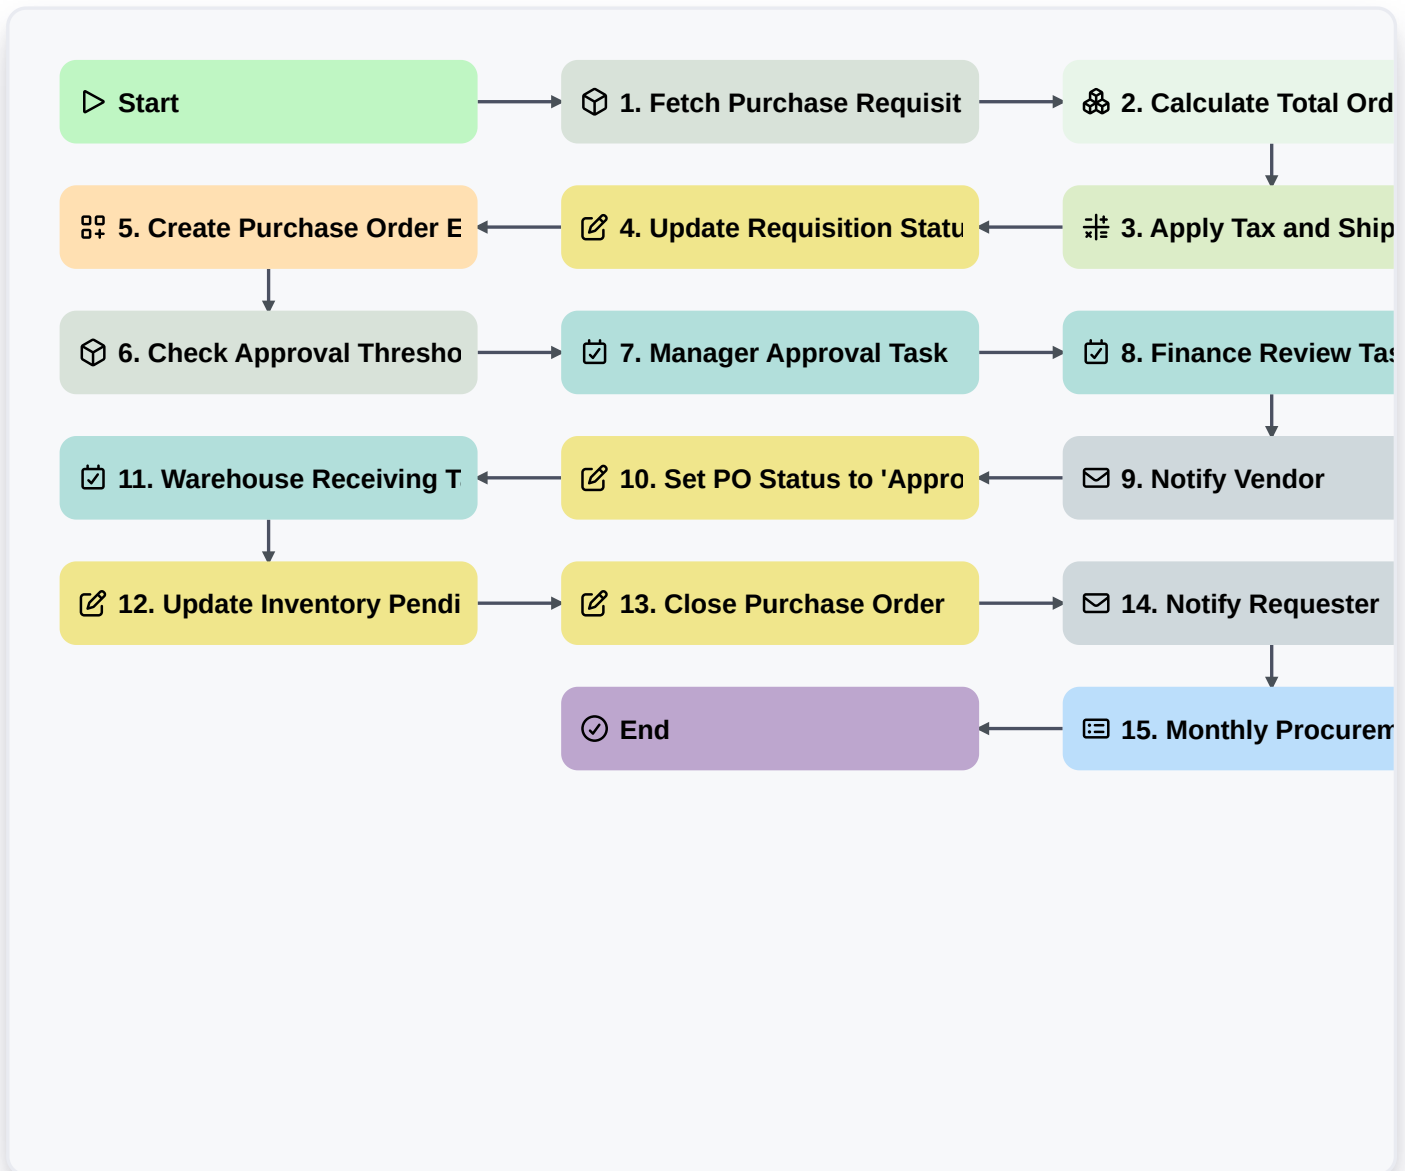 Start
1. Fetch Purchase Requisit
2. Calculate Total Ord
5. Create Purchase Order E
4. Update Requisition Statu
3. Apply Tax and Ship
6. Check Approval Thresho
7. Manager Approval Task
8. Finance Review Tas
11. Warehouse Receiving T
10. Set PO Status to 'Appro
9. Notify Vendor
12. Update Inventory Pendi
13. Close Purchase Order
14. Notify Requester
End
15. Monthly Procurem